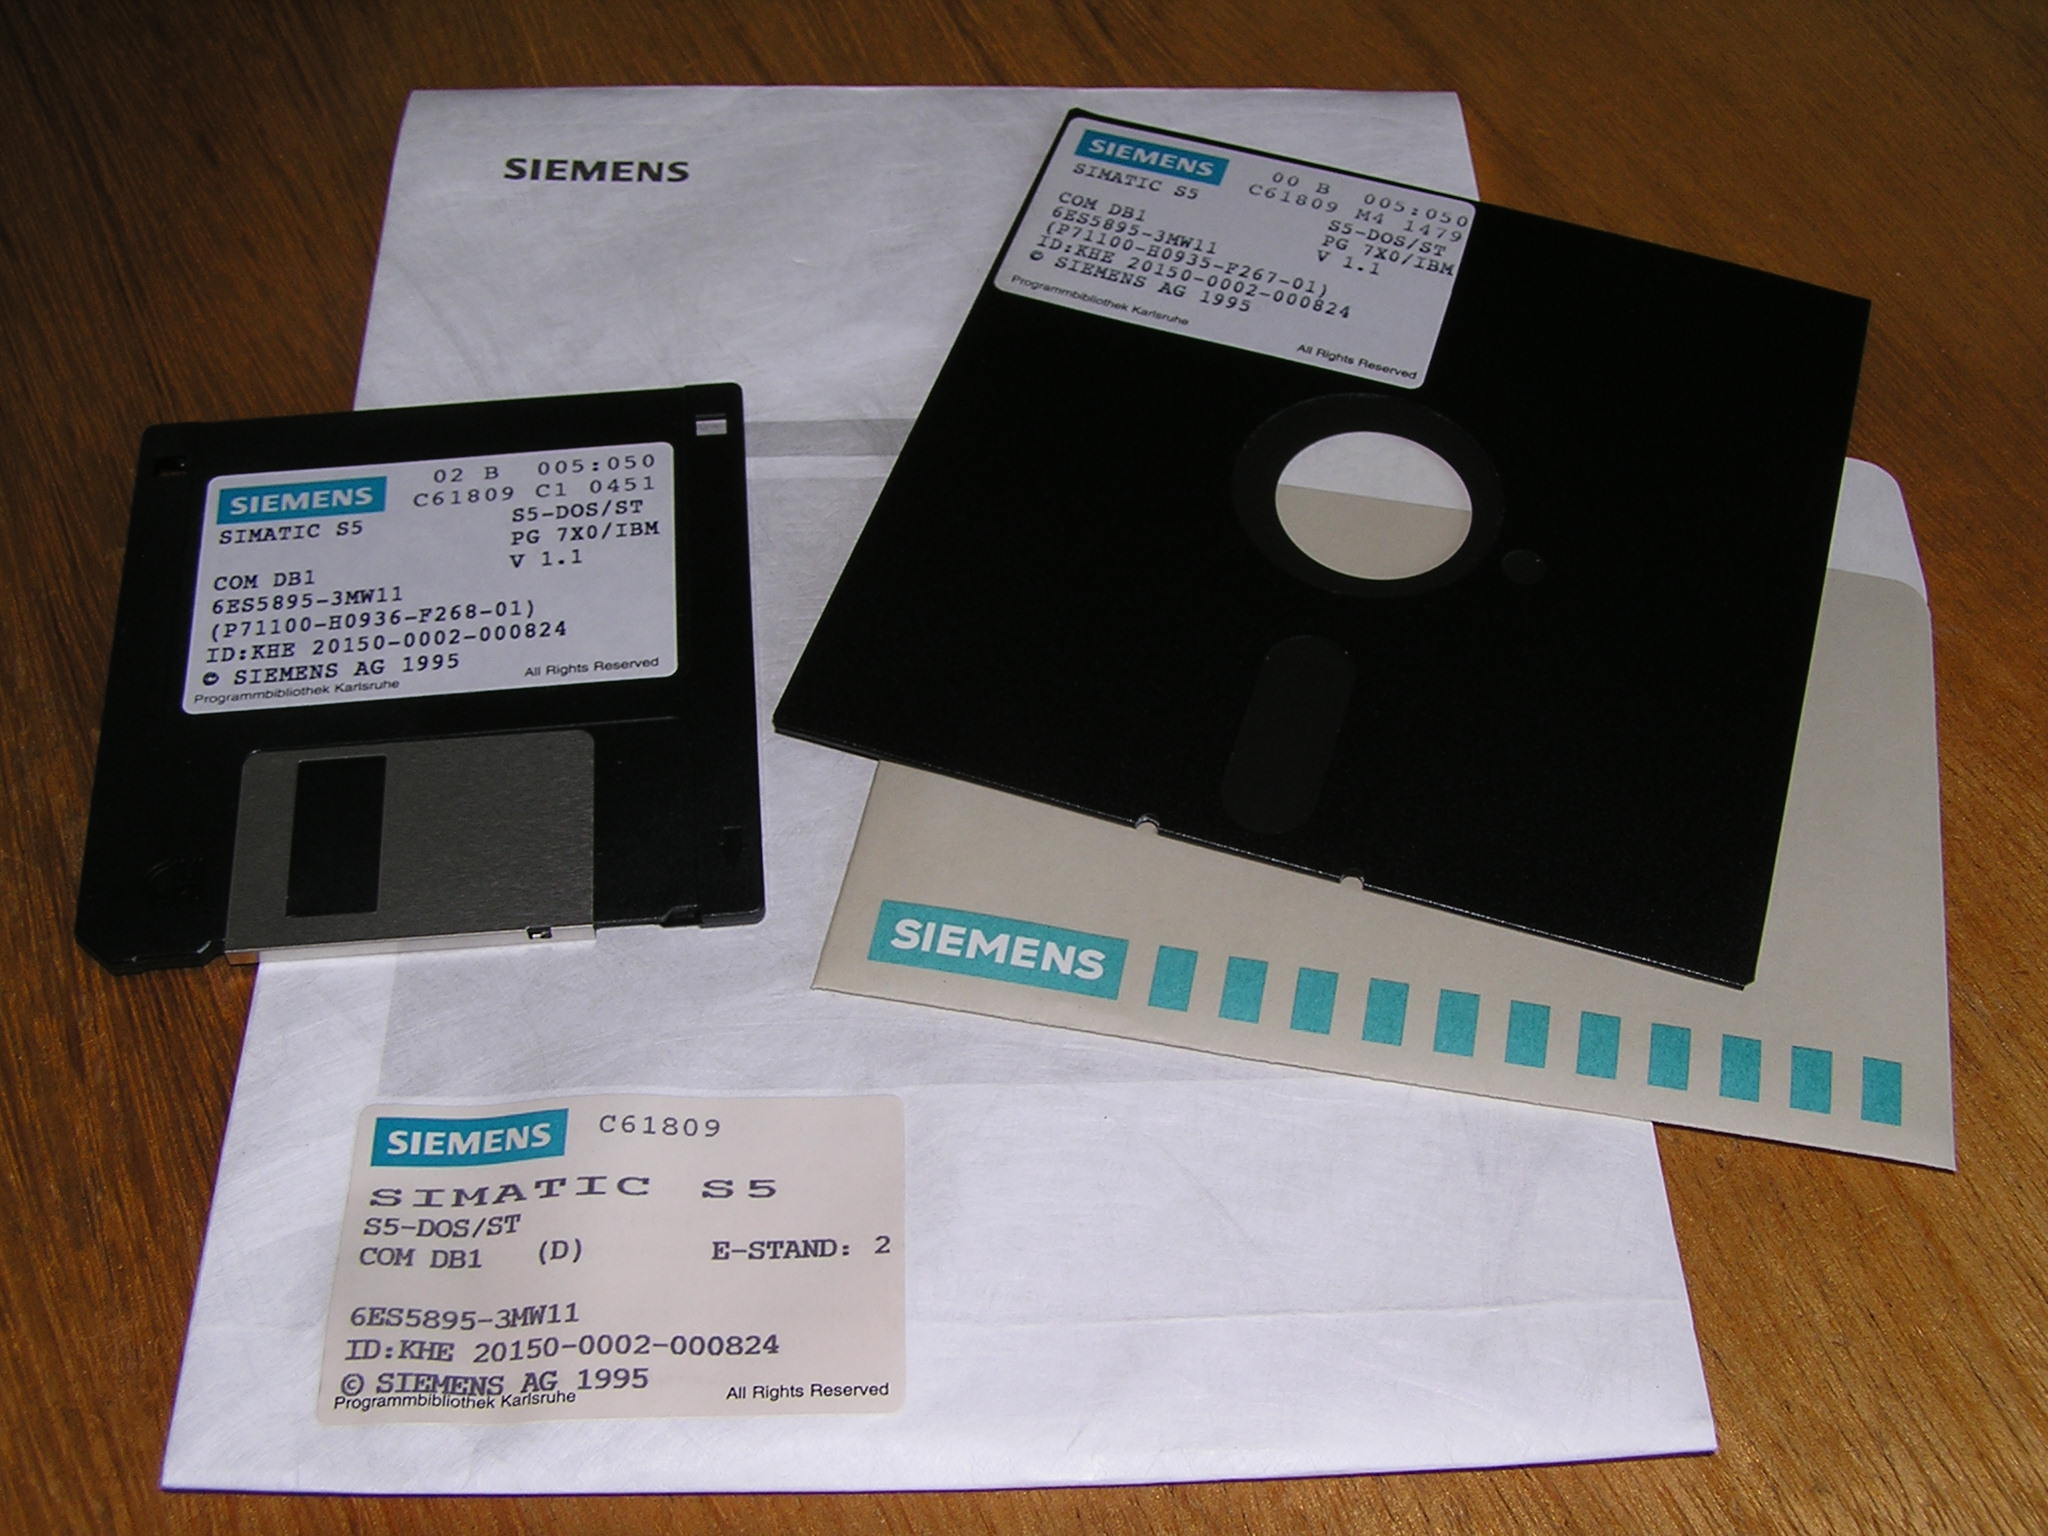 SIEMENS
SIEMENS 00 B 005:050
SIMATIC S5 C61809 M4 1479
S5-DOS/ST
COM DB1 PG 7X0/IBM
6ES5895-3MW11 V 1.1
(P71100-H0935-F267-01)
ID:KHE 20150-0002-000824
© SIEMENS AG 1995
Programmbibliothek Karlsruhe All Rights Reserved
SIEMENS 02 B 005:050
C61809 C1 0451
SIMATIC S5 S5-DOS/ST
PG 7X0/IBM
V 1.1
COM DB1
6ES5895-3MW11
(P71100-H0936-F268-01)
ID:KHE 20150-0002-000824
© SIEMENS AG 1995
Programmbibliothek Karlsruhe All Rights Reserved
SIEMENS
SIEMENS C61809
SIMATIC S5
S5-DOS/ST
COM DB1 (D) E-STAND: 2
6ES5895-3MW11
ID:KHE 20150-0002-000824
© SIEMENS AG 1995
Programmbibliothek Karlsruhe All Rights Reserved